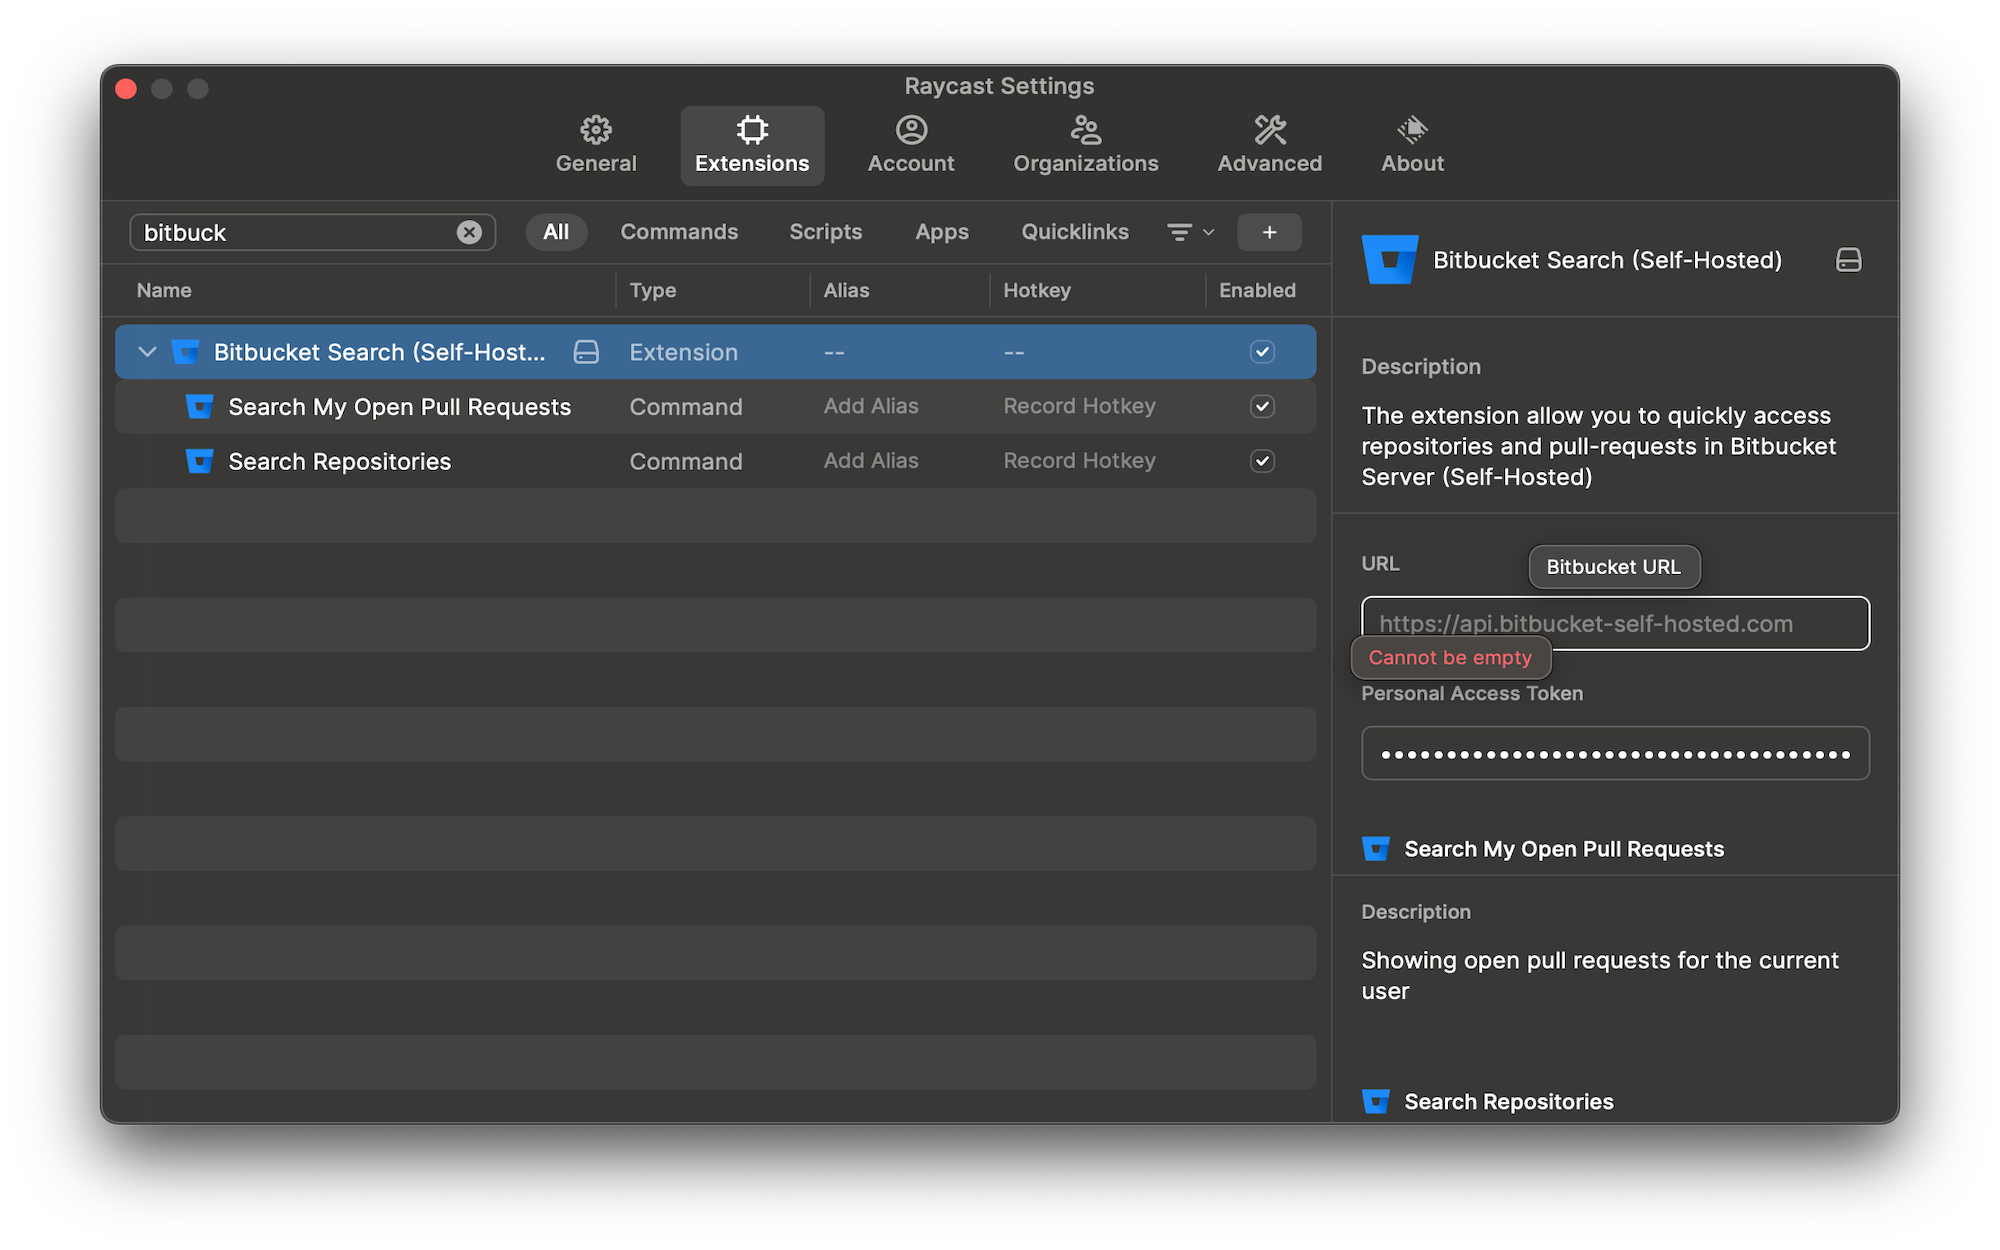 Raycast Settings
General
Extensions
Account
Organizations
Advanced
About
bitbuck
All
Commands
Scripts
Apps
Quicklinks
+
Name
Type
Alias
Hotkey
Enabled
Bitbucket Search (Self-Host...
Extension
--
--
Search My Open Pull Requests
Command
Add Alias
Record Hotkey
Search Repositories
Command
Add Alias
Record Hotkey
Bitbucket Search (Self-Hosted)
Description
The extension allow you to quickly access
repositories and pull-requests in Bitbucket
Server (Self-Hosted)
URL
Bitbucket URL
https://api.bitbucket-self-hosted.com
Cannot be empty
Personal Access Token
Search My Open Pull Requests
Description
Showing open pull requests for the current
user
Search Repositories